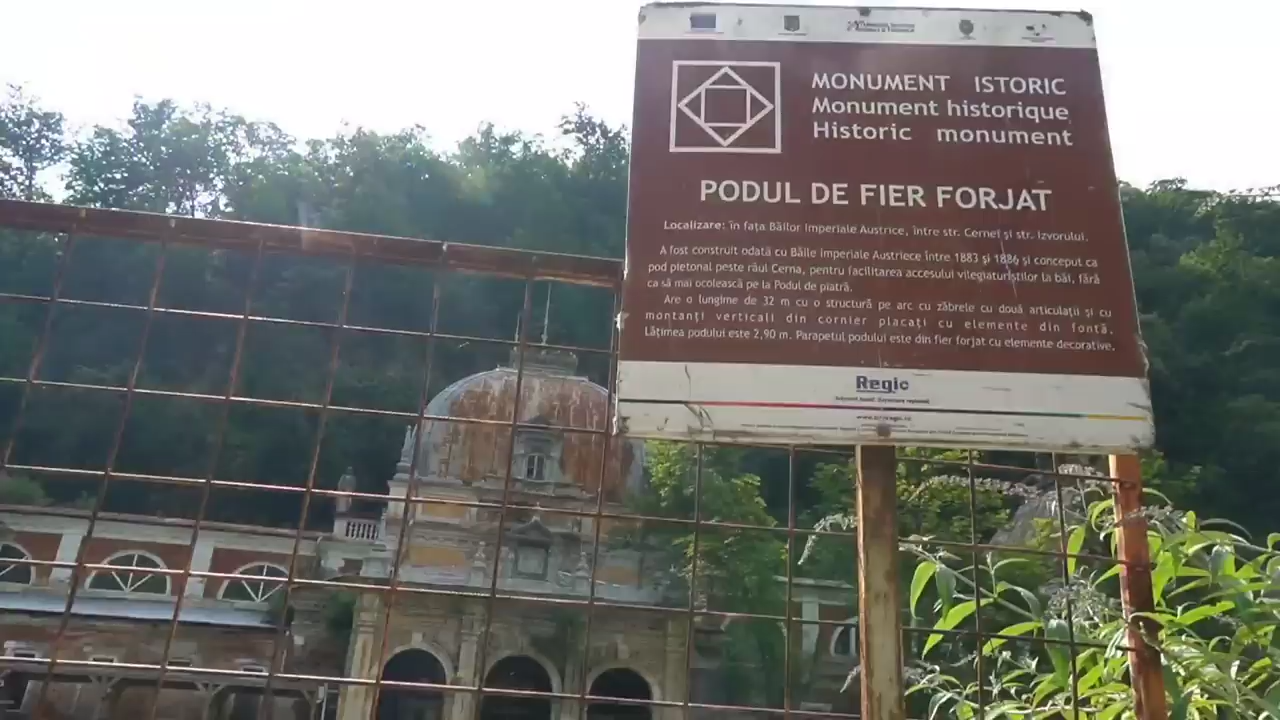 MONUMENT ISTORIC
Monument historique
Historic monument
PODUL DE FIER FORJAT
Localizare: în fața Băilor Imperiale Austrice, între str. Cernei și str. Izvorului.
A fost construit odată cu Băile Imperiale Austriece între 1883 și 1886 și conceput ca
pod pietonal peste râul Cerna, pentru facilitarea accesului vilegiaturiștilor la băi, fără
ca să mai ocolească pe la Podul de piatră.
Are o lungime de 32 m cu o structură pe arc cu zăbrele cu două articulații și cu
montanți verticali din cornier placați cu elemente din fontă.
Lățimea podului este 2,90 m. Parapetul podului este din fier forjat cu elemente decorative.
Regio